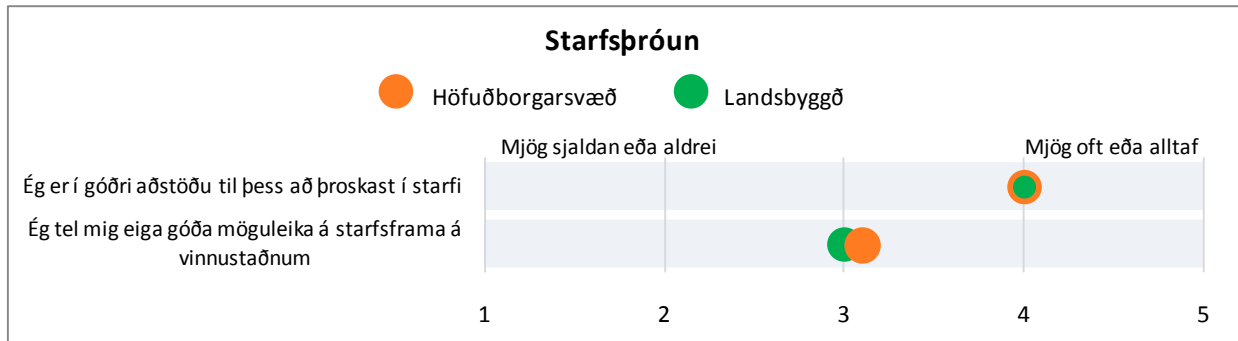 Starfsþróun
Höfuðborgarsvæð
Landsbyggð
Mjög sjaldan eða aldrei
Mjög oft eða alltaf
Ég er í góðri aðstöðu til þess að þroskast í starfi
Ég tel mig eiga góða möguleika á starfsframa á
vinnustaðnum
1 2 3 4 5